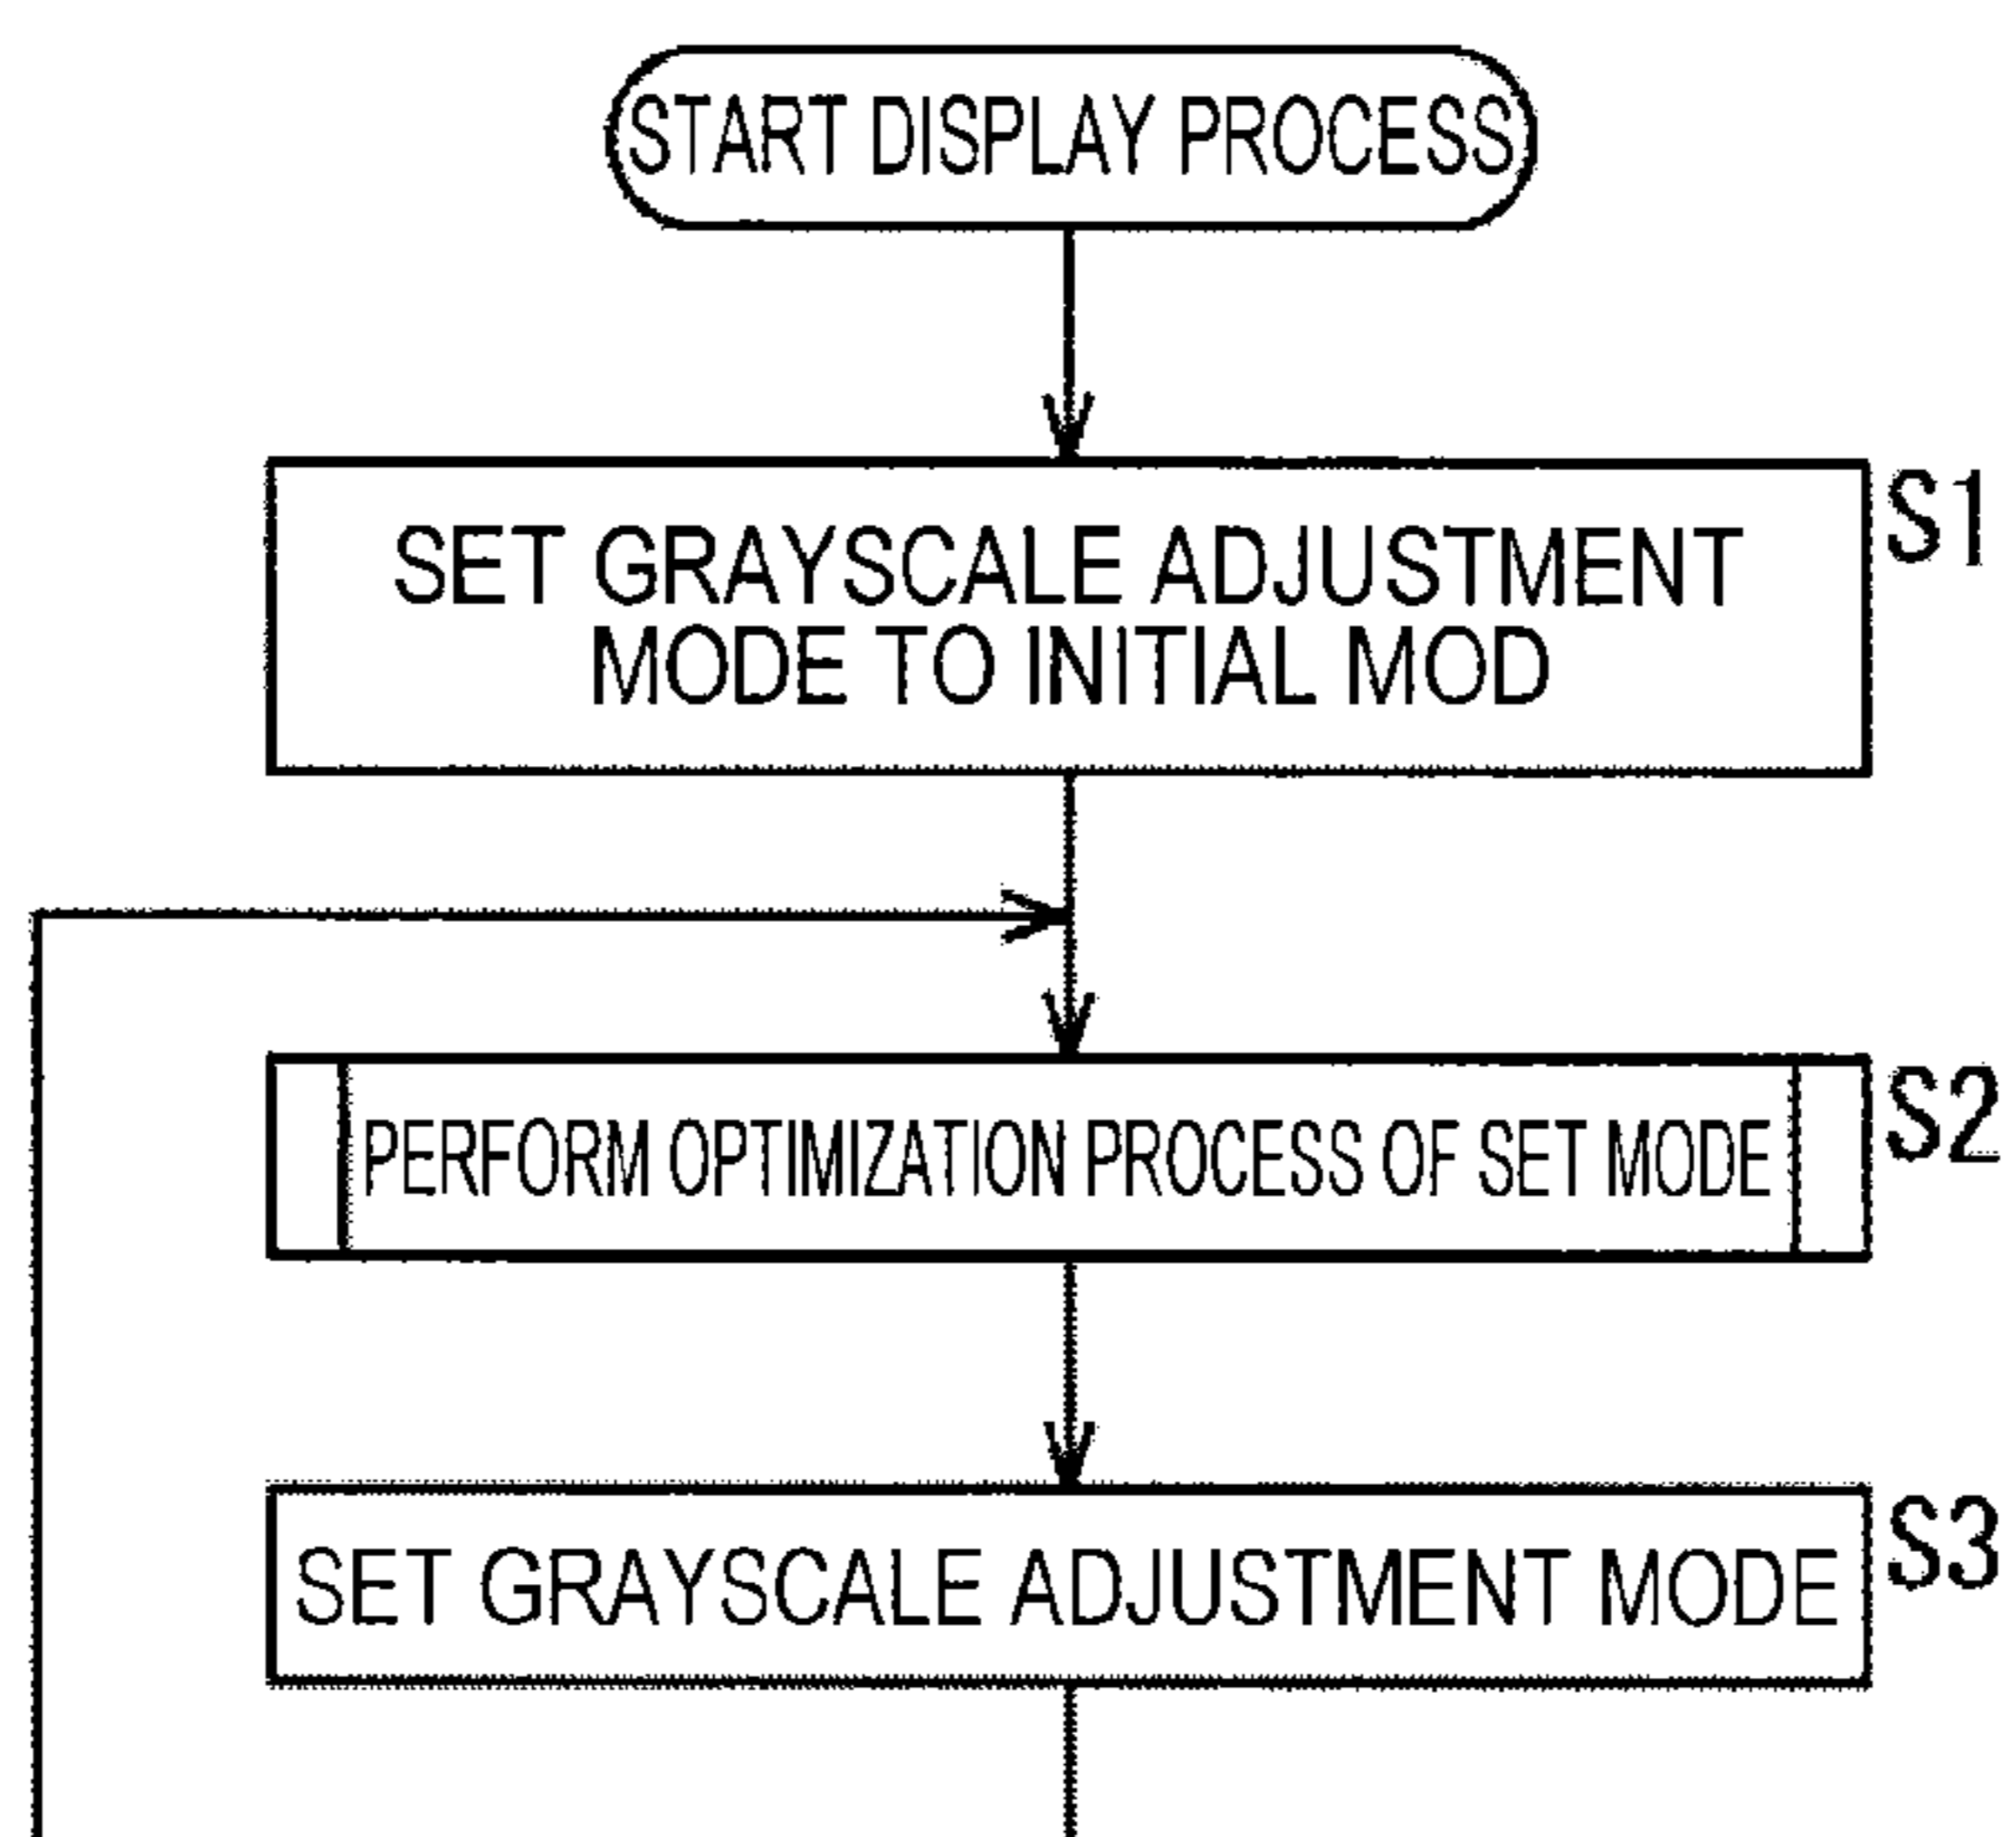 START DISPLAY PROCESS
SET GRAYSCALE ADJUSTMENT
MODE TO INITIAL MOD
S1
PERFORM OPTIMIZATION PROCESS OF SET MODE
S2
SET GRAYSCALE ADJUSTMENT MODE
S3